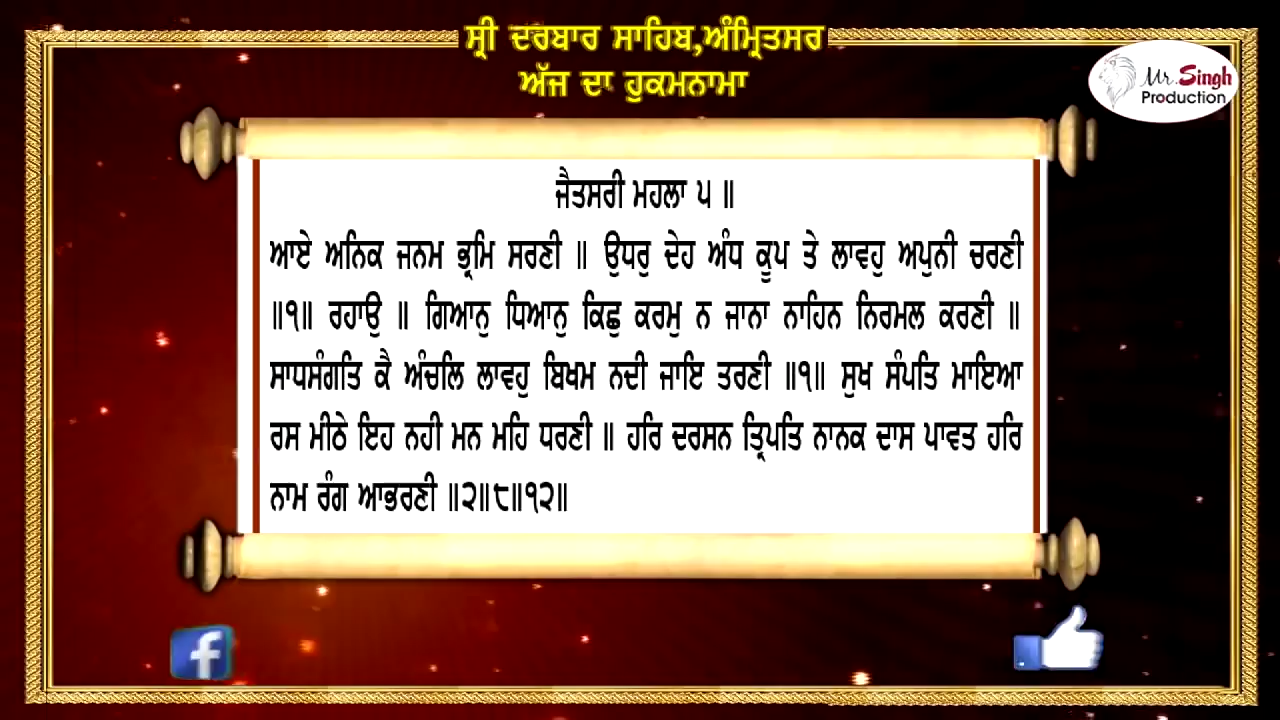 ਸ੍ਰੀ ਦਰਬਾਰ ਸਾਹਿਬ,ਅੰਮ੍ਰਿਤਸਰ
ਅੱਜ ਦਾ ਹੁਕਮਨਾਮਾ
Mr.Singh
Production
ਜੈਤਸਰੀ ਮਹਲਾ ੫ ॥
ਆਏ ਅਨਿਕ ਜਨਮ ਭ੍ਰਮਿ ਸਰਣੀ ॥ ਉਧਰੁ ਦੇਹ ਅੰਧ ਕੂਪ ਤੇ ਲਾਵਹੁ ਅਪੁਨੀ ਚਰਣੀ
॥੧॥ ਰਹਾਉ ॥ ਗਿਆਨੁ ਧਿਆਨੁ ਕਿਛੁ ਕਰਮੁ ਨ ਜਾਨਾ ਨਾਹਿਨ ਨਿਰਮਲ ਕਰਣੀ ॥
ਸਾਧਸੰਗਤਿ ਕੈ ਅੰਚਲਿ ਲਾਵਹੁ ਬਿਖਮ ਨਦੀ ਜਾਇ ਤਰਣੀ ॥੧॥ ਸੁਖ ਸੰਪਤਿ ਮਾਇਆ
ਰਸ ਮੀਠੇ ਇਹ ਨਹੀ ਮਨ ਮਹਿ ਧਰਣੀ ॥ ਹਰਿ ਦਰਸਨ ਤ੍ਰਿਪਤਿ ਨਾਨਕ ਦਾਸ ਪਾਵਤ ਹਰਿ
ਨਾਮ ਰੰਗ ਆਭਰਣੀ ॥੨॥੮॥੧੨॥